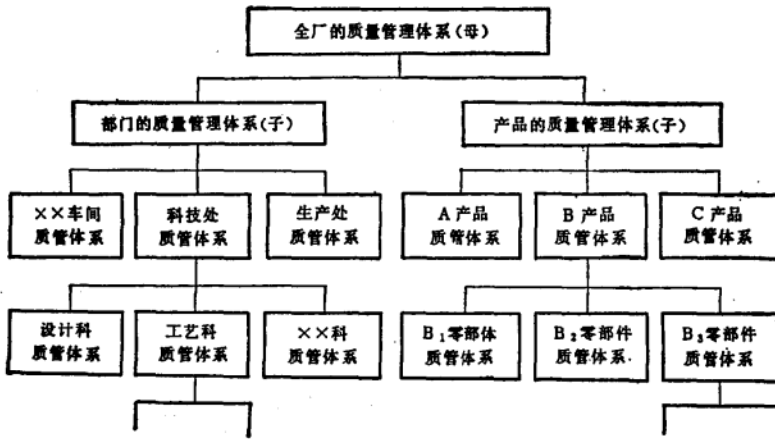 全厂的质量管理体系(母)
部门的质量管理体系(子)
产品的质量管理体系(子)
××车间
质管体系
科技处
质管体系
生产处
质管体系
A产品
质管体系
B产品
质管体系
C产品
质管体系
设计科
质管体系
工艺科
质管体系
××科
质管体系
B₁零部体
质管体系
B₂零部件
质管体系
B₃零部件
质管体系